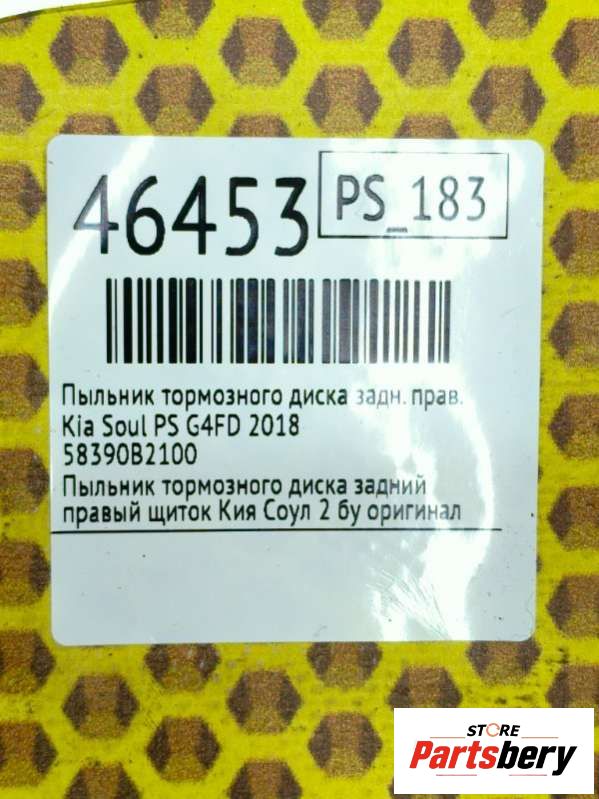 46453
PS_183
Пыльник тормозного диска задн. прав.
Kia Soul PS G4FD 2018
58390B2100
Пыльник тормозного диска задний
правый щиток Кия Соул 2 бу оригинал
STORE
Partsbery